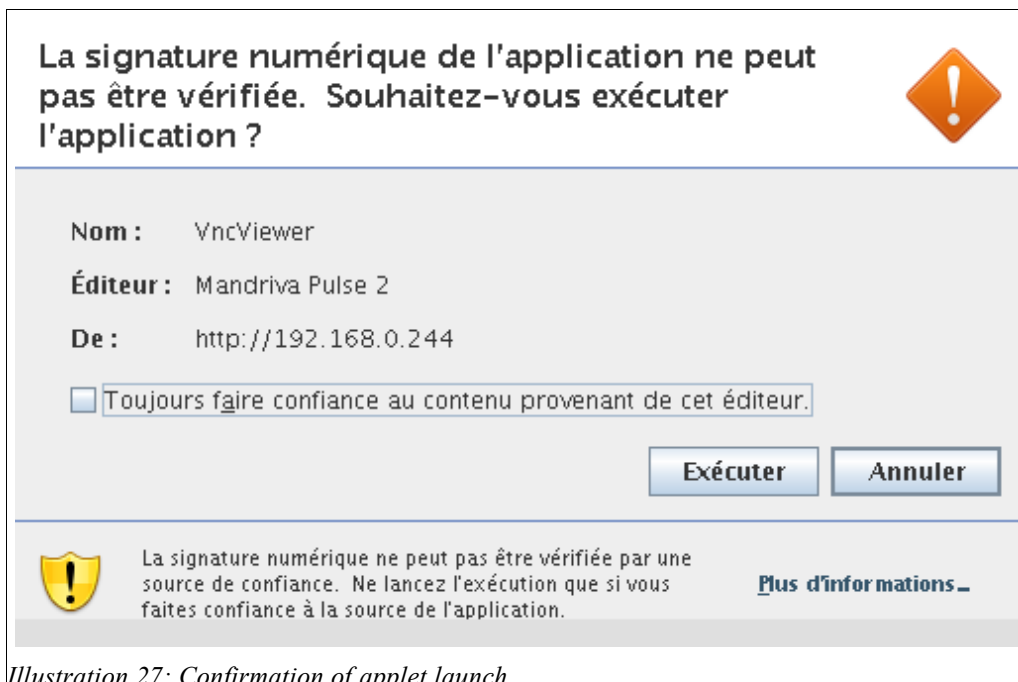 La signature numérique de l'application ne peut
pas être vérifiée. Souhaitez-vous exécuter
l'application ?
Nom : VncViewer
Éditeur : Mandriva Pulse 2
De : http://192.168.0.244
Toujours faire confiance au contenu provenant de cet éditeur.
Exécuter Annuler
La signature numérique ne peut pas être vérifiée par une
source de confiance. Ne lancez l'exécution que si vous
faites confiance à la source de l'application.
Plus d'informations...
Illustration 27: Confirmation of applet launch